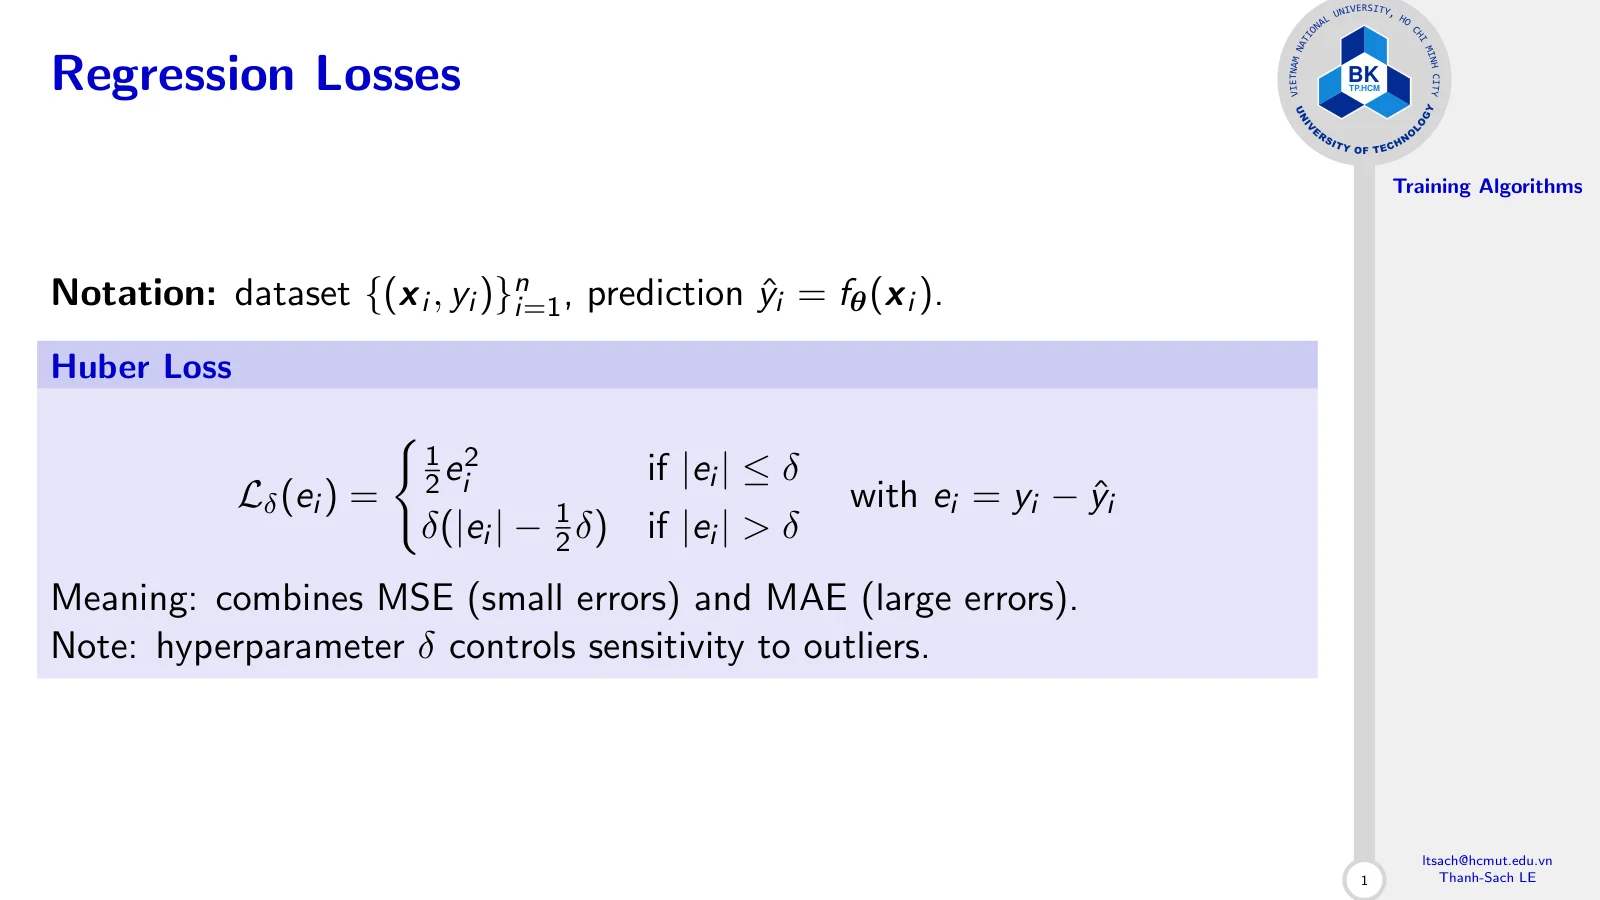 Regression Losses
VIETNAM NATIONAL UNIVERSITY, HO CHI MINH CITY
BK
TP.HCM
UNIVERSITY OF TECHNOLOGY
Training Algorithms
Notation: dataset {(𝒙ᵢ, yᵢ)}ⁿᵢ₌₁, prediction ŷᵢ = f_𝜽(𝒙ᵢ).
Huber Loss
ℒ_δ(eᵢ) = { ½eᵢ² if |eᵢ| ≤ δ
δ(|eᵢ| − ½δ) if |eᵢ| > δ
with eᵢ = yᵢ − ŷᵢ
Meaning: combines MSE (small errors) and MAE (large errors).
Note: hyperparameter δ controls sensitivity to outliers.
ltsach@hcmut.edu.vn
Thanh-Sach LE
1